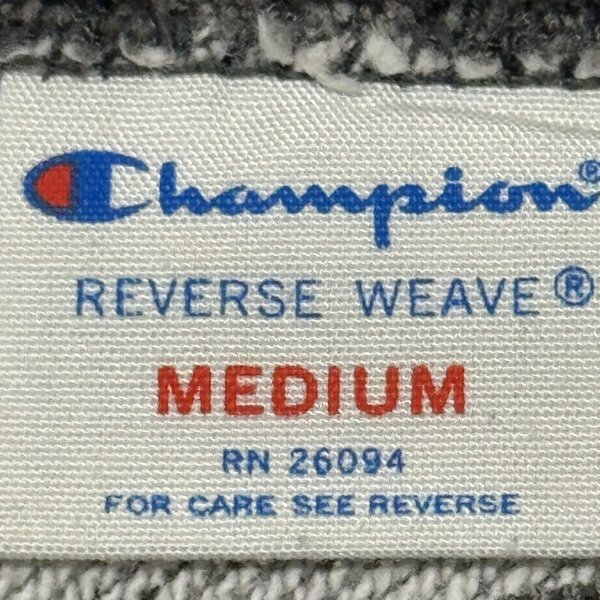 Champion®
REVERSE WEAVE®
MEDIUM
RN 26094
FOR CARE SEE REVERSE